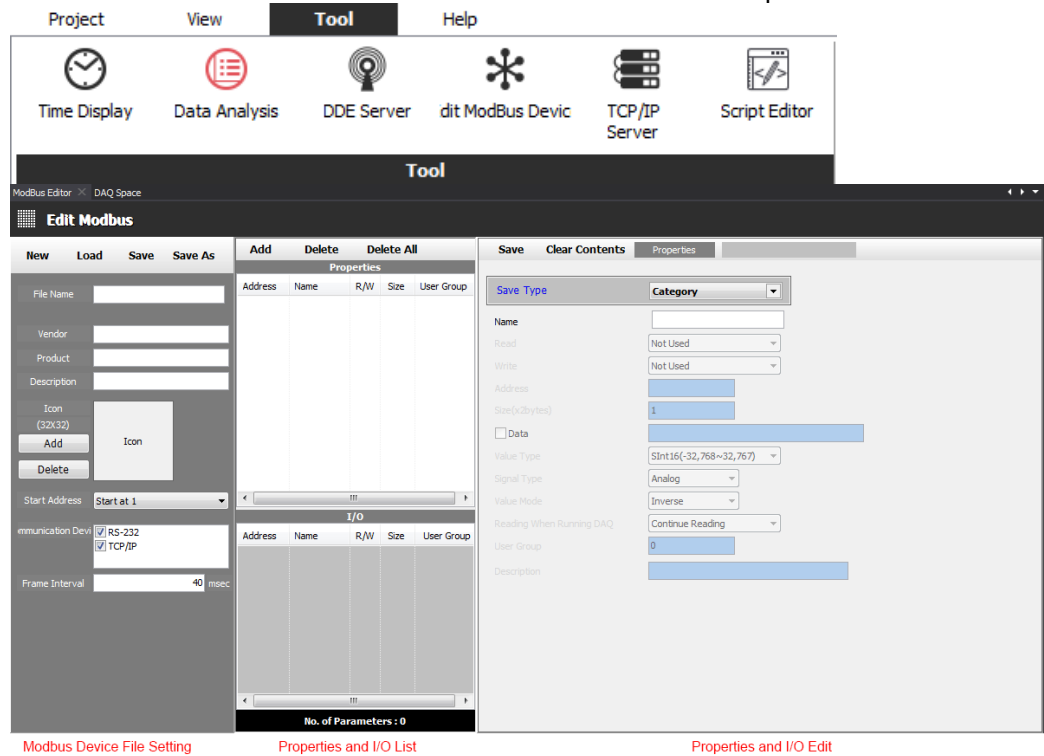 Project View Tool Help
Time Display Data Analysis DDE Server dit ModBus Devic TCP/IP Server Script Editor
Tool
ModBus Editor DAQ Space
Edit Modbus
New Load Save Save As
File Name
Vendor
Product
Description
Icon
(32X32)
Icon
Add
Delete
Start Address Start at 1
mmunication Devi RS-232
TCP/IP
Frame Interval 40 msec
Add Delete Delete All
Properties
Address Name R/W Size User Group
I/O
Address Name R/W Size User Group
No. of Parameters : 0
Save Clear Contents Properties
Save Type Category
Name
Read Not Used
Write Not Used
Address
Size(x2bytes) 1
Data
Value Type SInt16(-32,768~32,767)
Signal Type Analog
Value Mode Inverse
Reading When Running DAQ Continue Reading
User Group 0
Description
Modbus Device File Setting Properties and I/O List Properties and I/O Edit